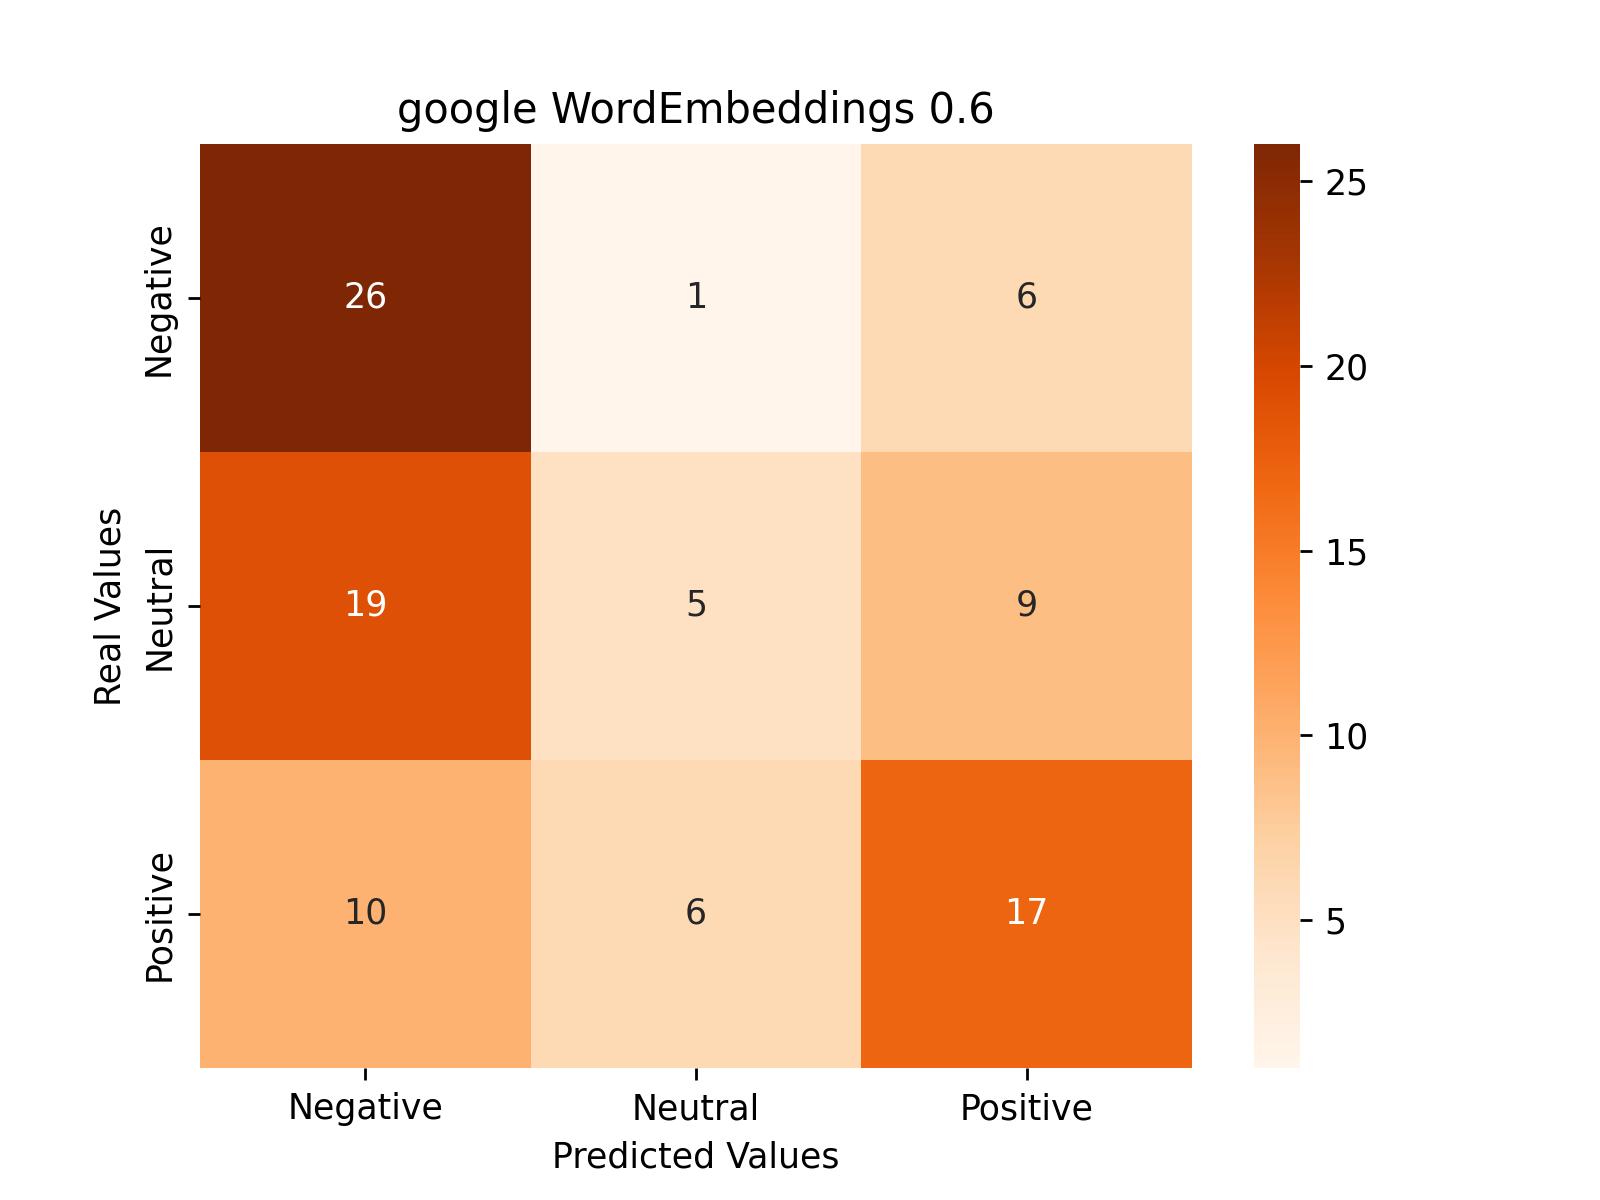 google WordEmbeddings 0.6
Real Values
Negative
26 1 6
Neutral
19 5 9
Positive
10 6 17
Negative Neutral Positive
Predicted Values
25
20
15
10
5